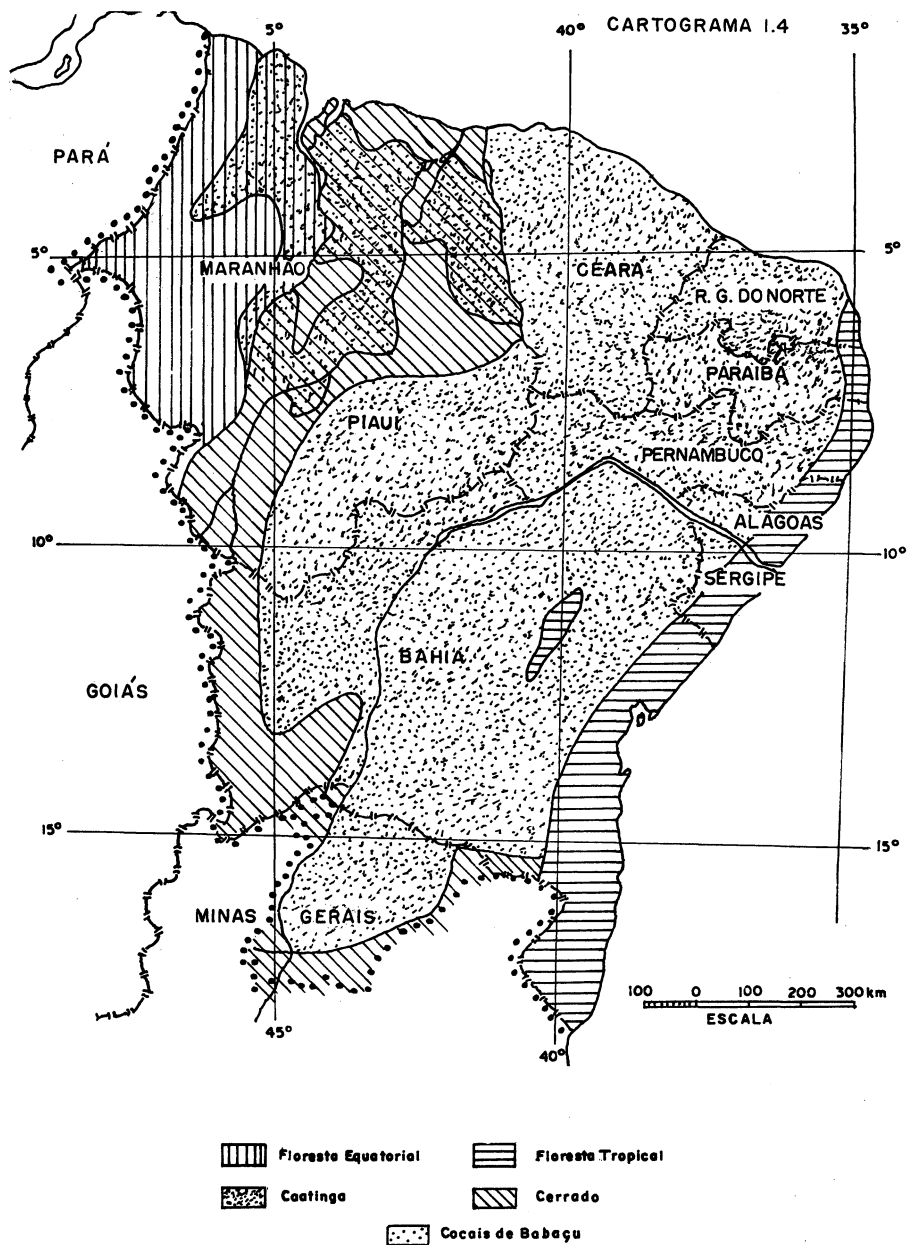 5° 40° CARTOGRAMA 1.4 35°
PARÁ
5° 5°
MARANHÃO CEARÁ
R. G. DO NORTE
PARAÍBA
PIAUÍ
PERNAMBUCO
ALAGOAS
10° 10°
SERGIPE
BAHIA
GOIÁS
15° 15°
MINAS GERAIS
100 0 100 200 300 km
ESCALA
45°
40°
Floresta Equatorial Floresta Tropical
Caatinga Cerrado
Cocais de Babaçu